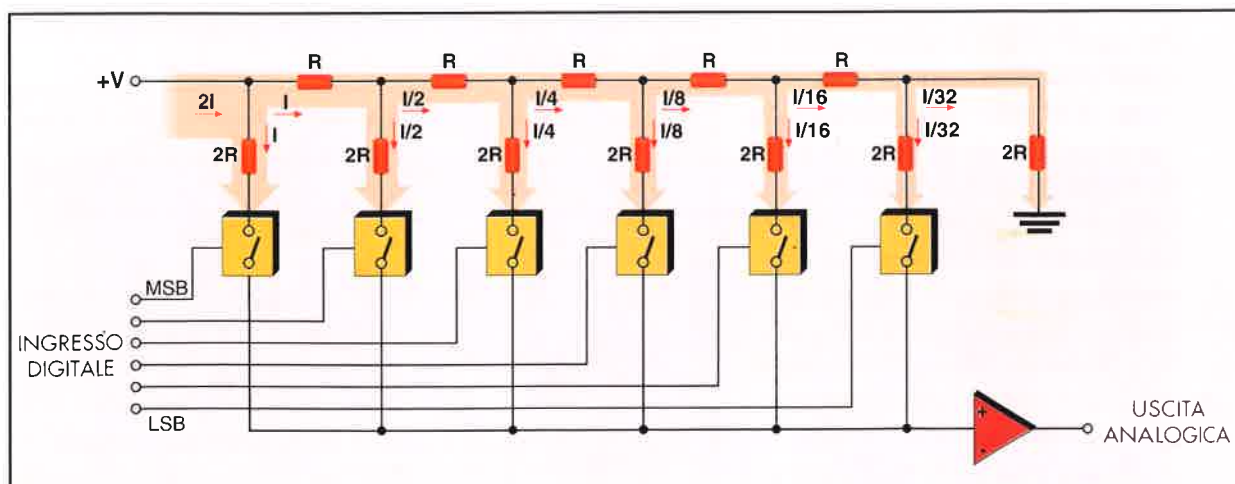 R R R R R
+V
2I I I/2 I/4 I/8 I/16 I/32
I I/2 I/4 I/8 I/16 I/32
2R 2R 2R 2R 2R 2R 2R
MSB
INGRESSO
DIGITALE
LSB
+
-
USCITA
ANALOGICA